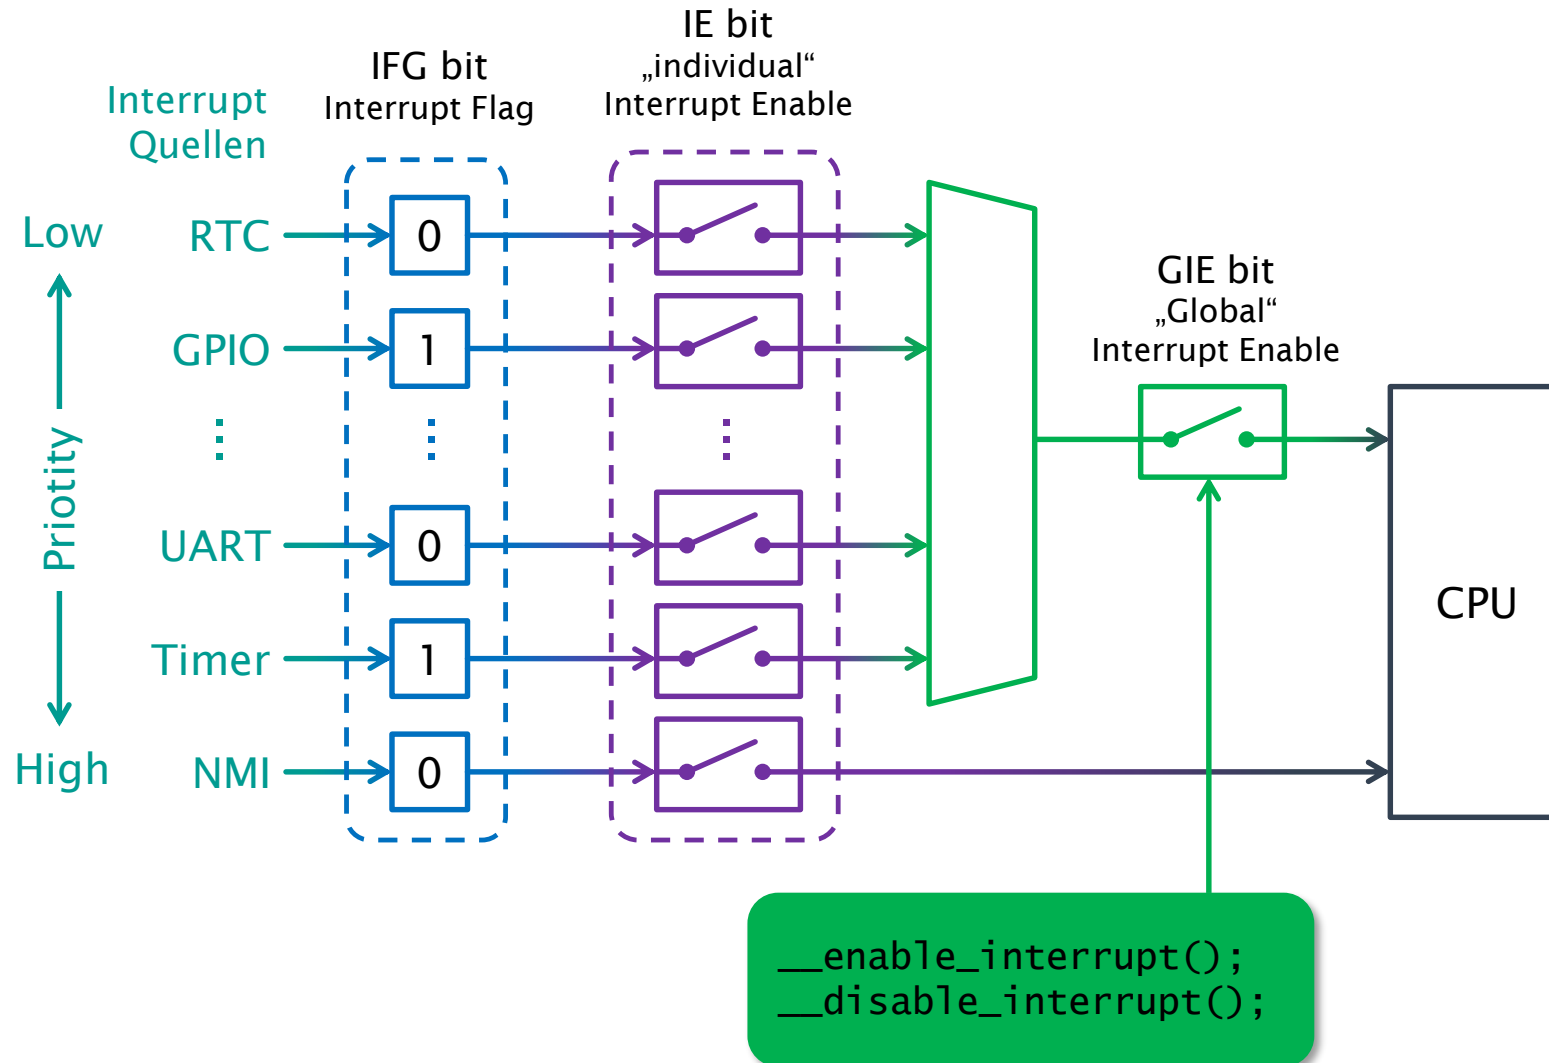 IE bit
„individual“
Interrupt Enable
IFG bit
Interrupt Flag
Interrupt
Quellen
Low
Priotity
High
RTC
0
GPIO
1
UART
0
Timer
1
NMI
0
GIE bit
„Global“
Interrupt Enable
CPU
__enable_interrupt();
__disable_interrupt();